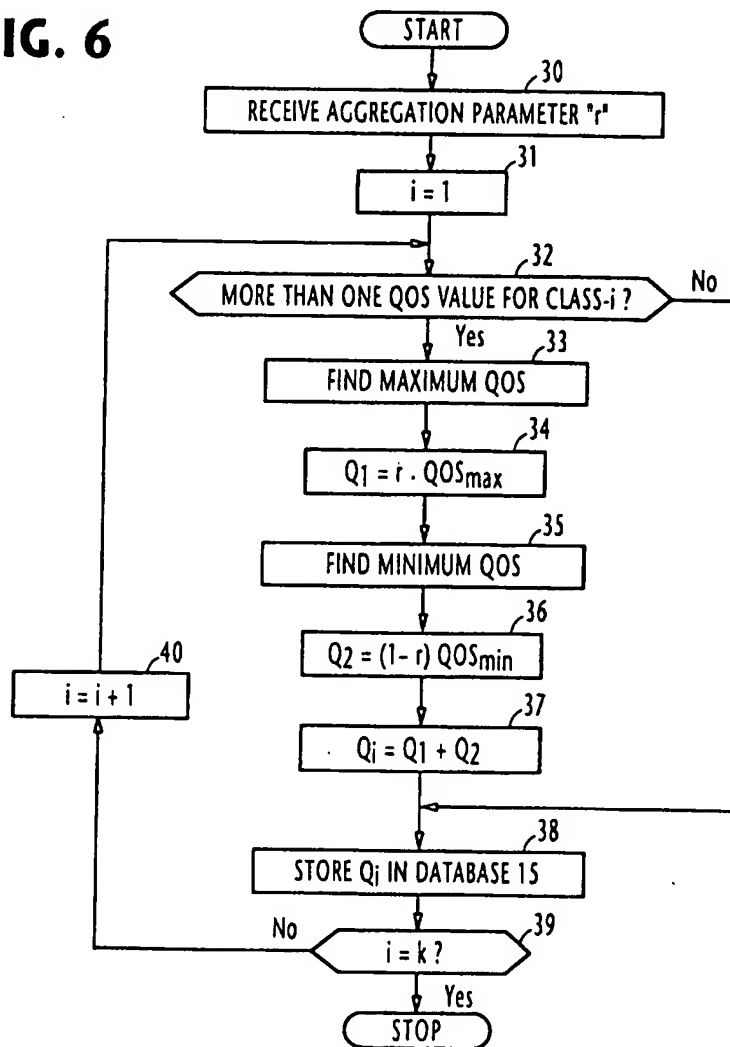 IG. 6
START
30
RECEIVE AGGREGATION PARAMETER "r"
31
i = 1
32
MORE THAN ONE QOS VALUE FOR CLASS-i ?
No
Yes
33
FIND MAXIMUM QOS
34
Q1 = r . QOSmax
35
FIND MINIMUM QOS
36
Q2 = (1- r) QOSmin
40
i = i + 1
37
Qi = Q1 + Q2
38
STORE Qi IN DATABASE 15
39
No
i = k ?
Yes
STOP